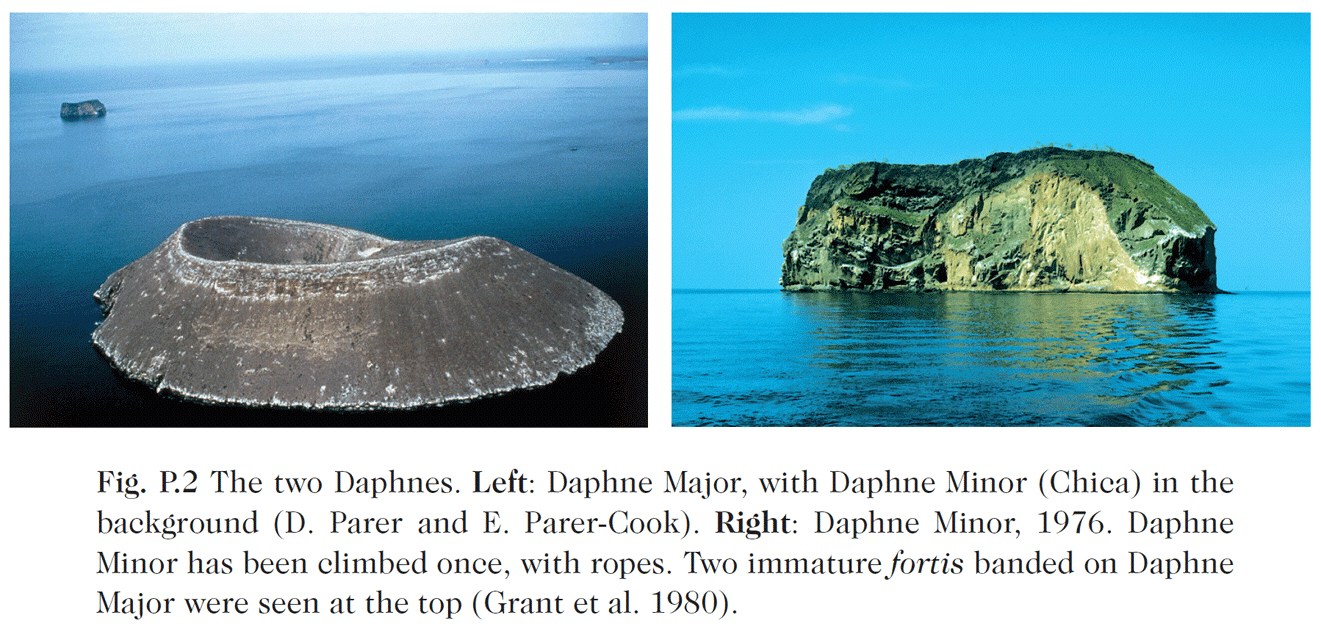 Fig. P.2 The two Daphnes. Left: Daphne Major, with Daphne Minor (Chica) in the
background (D. Parer and E. Parer-Cook). Right: Daphne Minor, 1976. Daphne
Minor has been climbed once, with ropes. Two immature fortis banded on Daphne
Major were seen at the top (Grant et al. 1980).